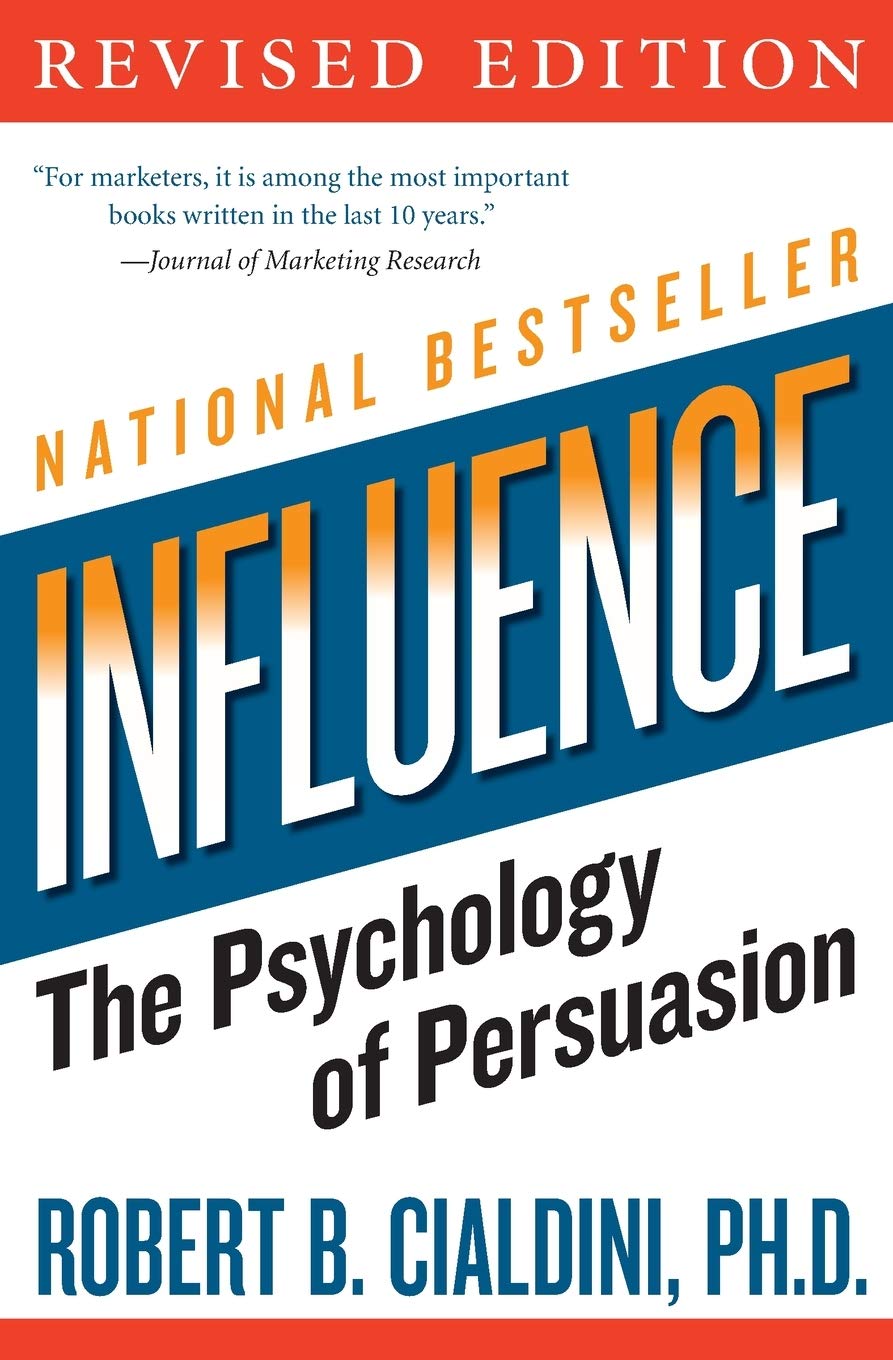 REVISED EDITION
“For marketers, it is among the most important
books written in the last 10 years.”
—Journal of Marketing Research
NATIONAL BESTSELLER
INFLUENCE
The Psychology
of Persuasion
ROBERT B. CIALDINI, PH.D.